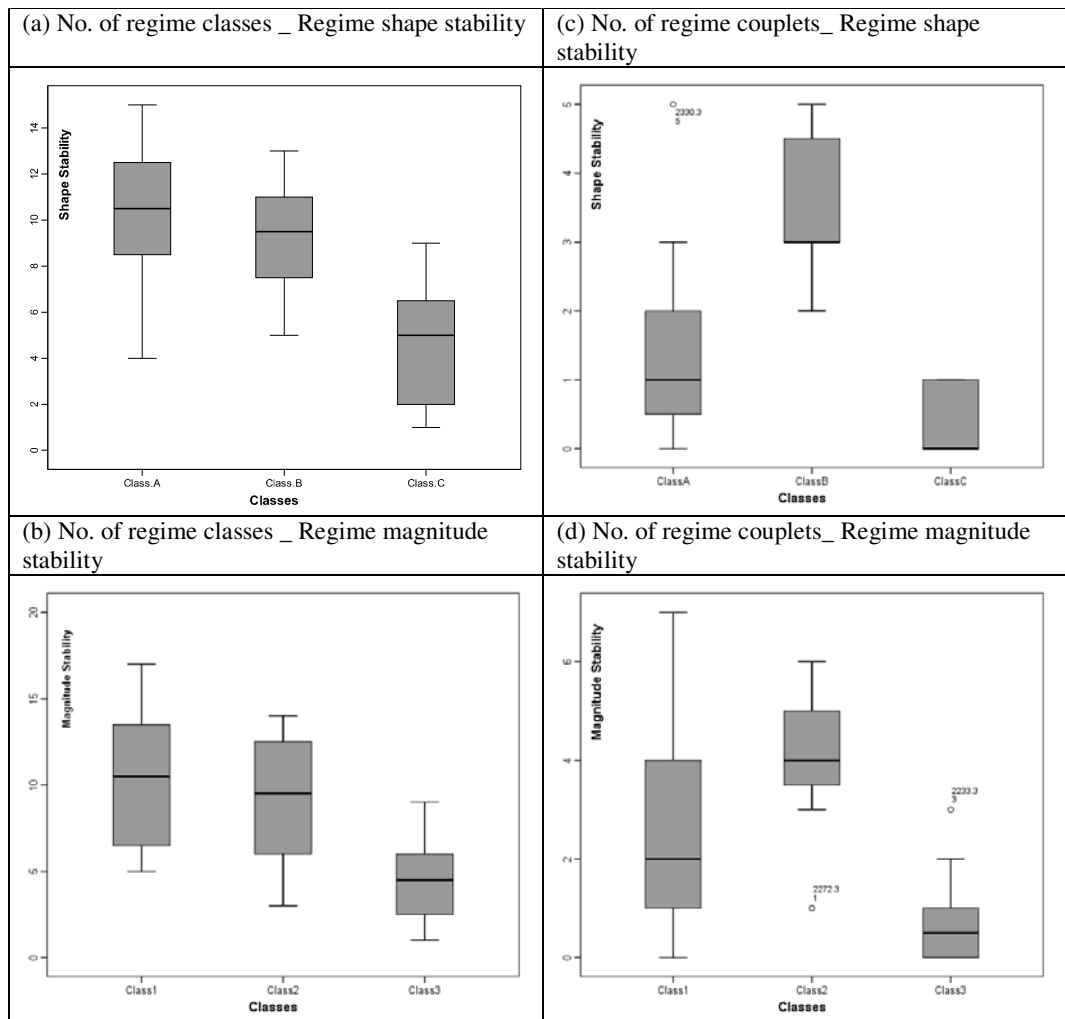 (a) No. of regime classes _ Regime shape stability
Shape Stability
14
12
10
8
6
4
2
0
Class.A
Class.B
Class.C
Classes
(c) No. of regime couplets_ Regime shape
stability
Shape Stability
5
4
3
2
1
0
2330.3
5
ClassA
ClassB
ClassC
Classes
(b) No. of regime classes _ Regime magnitude
stability
Magnitude Stability
20
15
10
5
0
Class1
Class2
Class3
Classes
(d) No. of regime couplets_ Regime magnitude
stability
Magnitude Stability
6
4
2
0
2272.3
1
2233.3
3
Class1
Class2
Class3
Classes